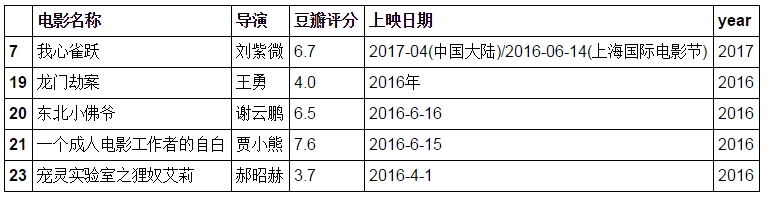 电影名称 导演 豆瓣评分 上映日期 year
7 我心雀跃 刘紫微 6.7 2017-04(中国大陆)/2016-06-14(上海国际电影节) 2017
19 龙门劫案 王勇 4.0 2016年 2016
20 东北小佛爷 谢云鹏 6.5 2016-6-16 2016
21 一个成人电影工作者的自白 贾小熊 7.6 2016-6-15 2016
23 宠灵实验室之狸奴艾莉 郝昭赫 3.7 2016-4-1 2016